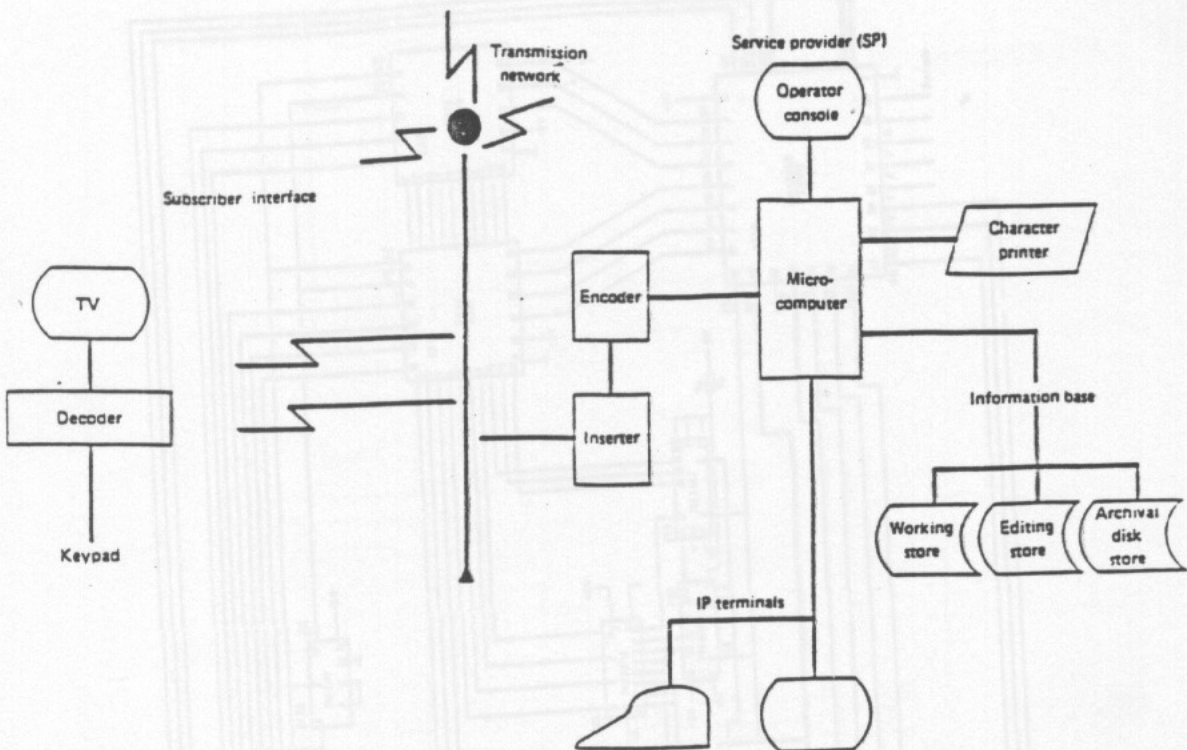 Service provider (SP)
Transmission
network
Operator
console
Subscriber interface
Character
printer
TV
Encoder
Micro-
computer
Decoder
Inserter
Information base
Keypad
Working
store
Editing
store
Archival
disk
store
IP terminals